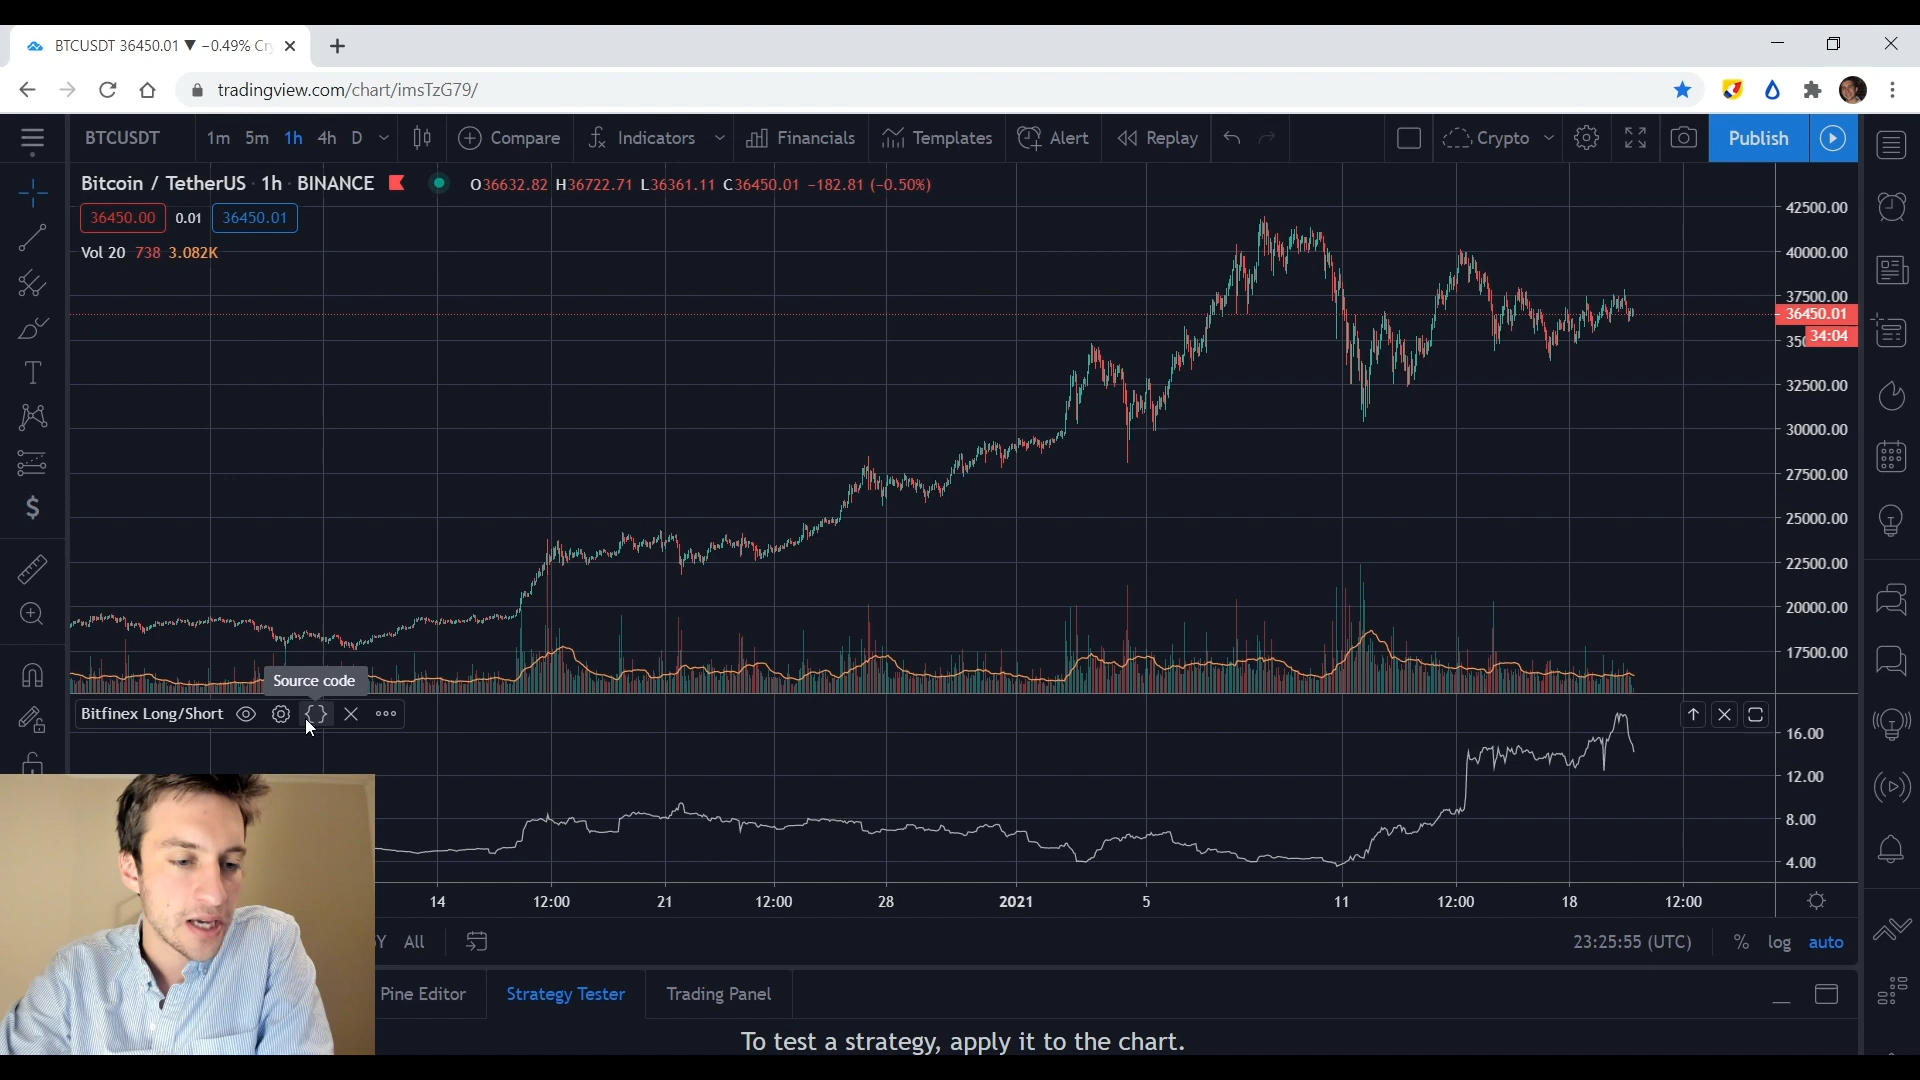 BTCUSDT 36450.01 ▼ −0.49% Cr
tradingview.com/chart/imsTzG79/
BTCUSDT 1m 5m 1h 4h D Compare Indicators Financials Templates Alert Replay Crypto Publish
Bitcoin / TetherUS · 1h · BINANCE O36632.82 H36722.71 L36361.11 C36450.01 −182.81 (−0.50%)
36450.00 0.01 36450.01
Vol 20 738 3.082K
42500.00
40000.00
37500.00
36450.01
34:04
350
32500.00
30000.00
27500.00
25000.00
22500.00
20000.00
17500.00
Source code
Bitfinex Long/Short
16.00
12.00
8.00
4.00
14 12:00 21 12:00 28 2021 5 11 12:00 18 12:00
Y All 23:25:55 (UTC) % log auto
Pine Editor Strategy Tester Trading Panel
To test a strategy, apply it to the chart.